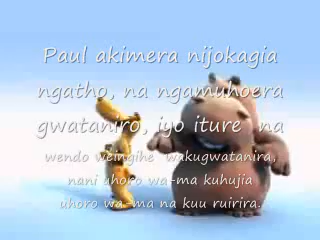 Paul akimera nijokagia
ngatho, na ngamuhoera
gwataniro, iyo iture na
wendo weingihe wakugwatanira,
nani uhoro wa-ma kuhujia
uhoro wa-ma na kuu ruirira.